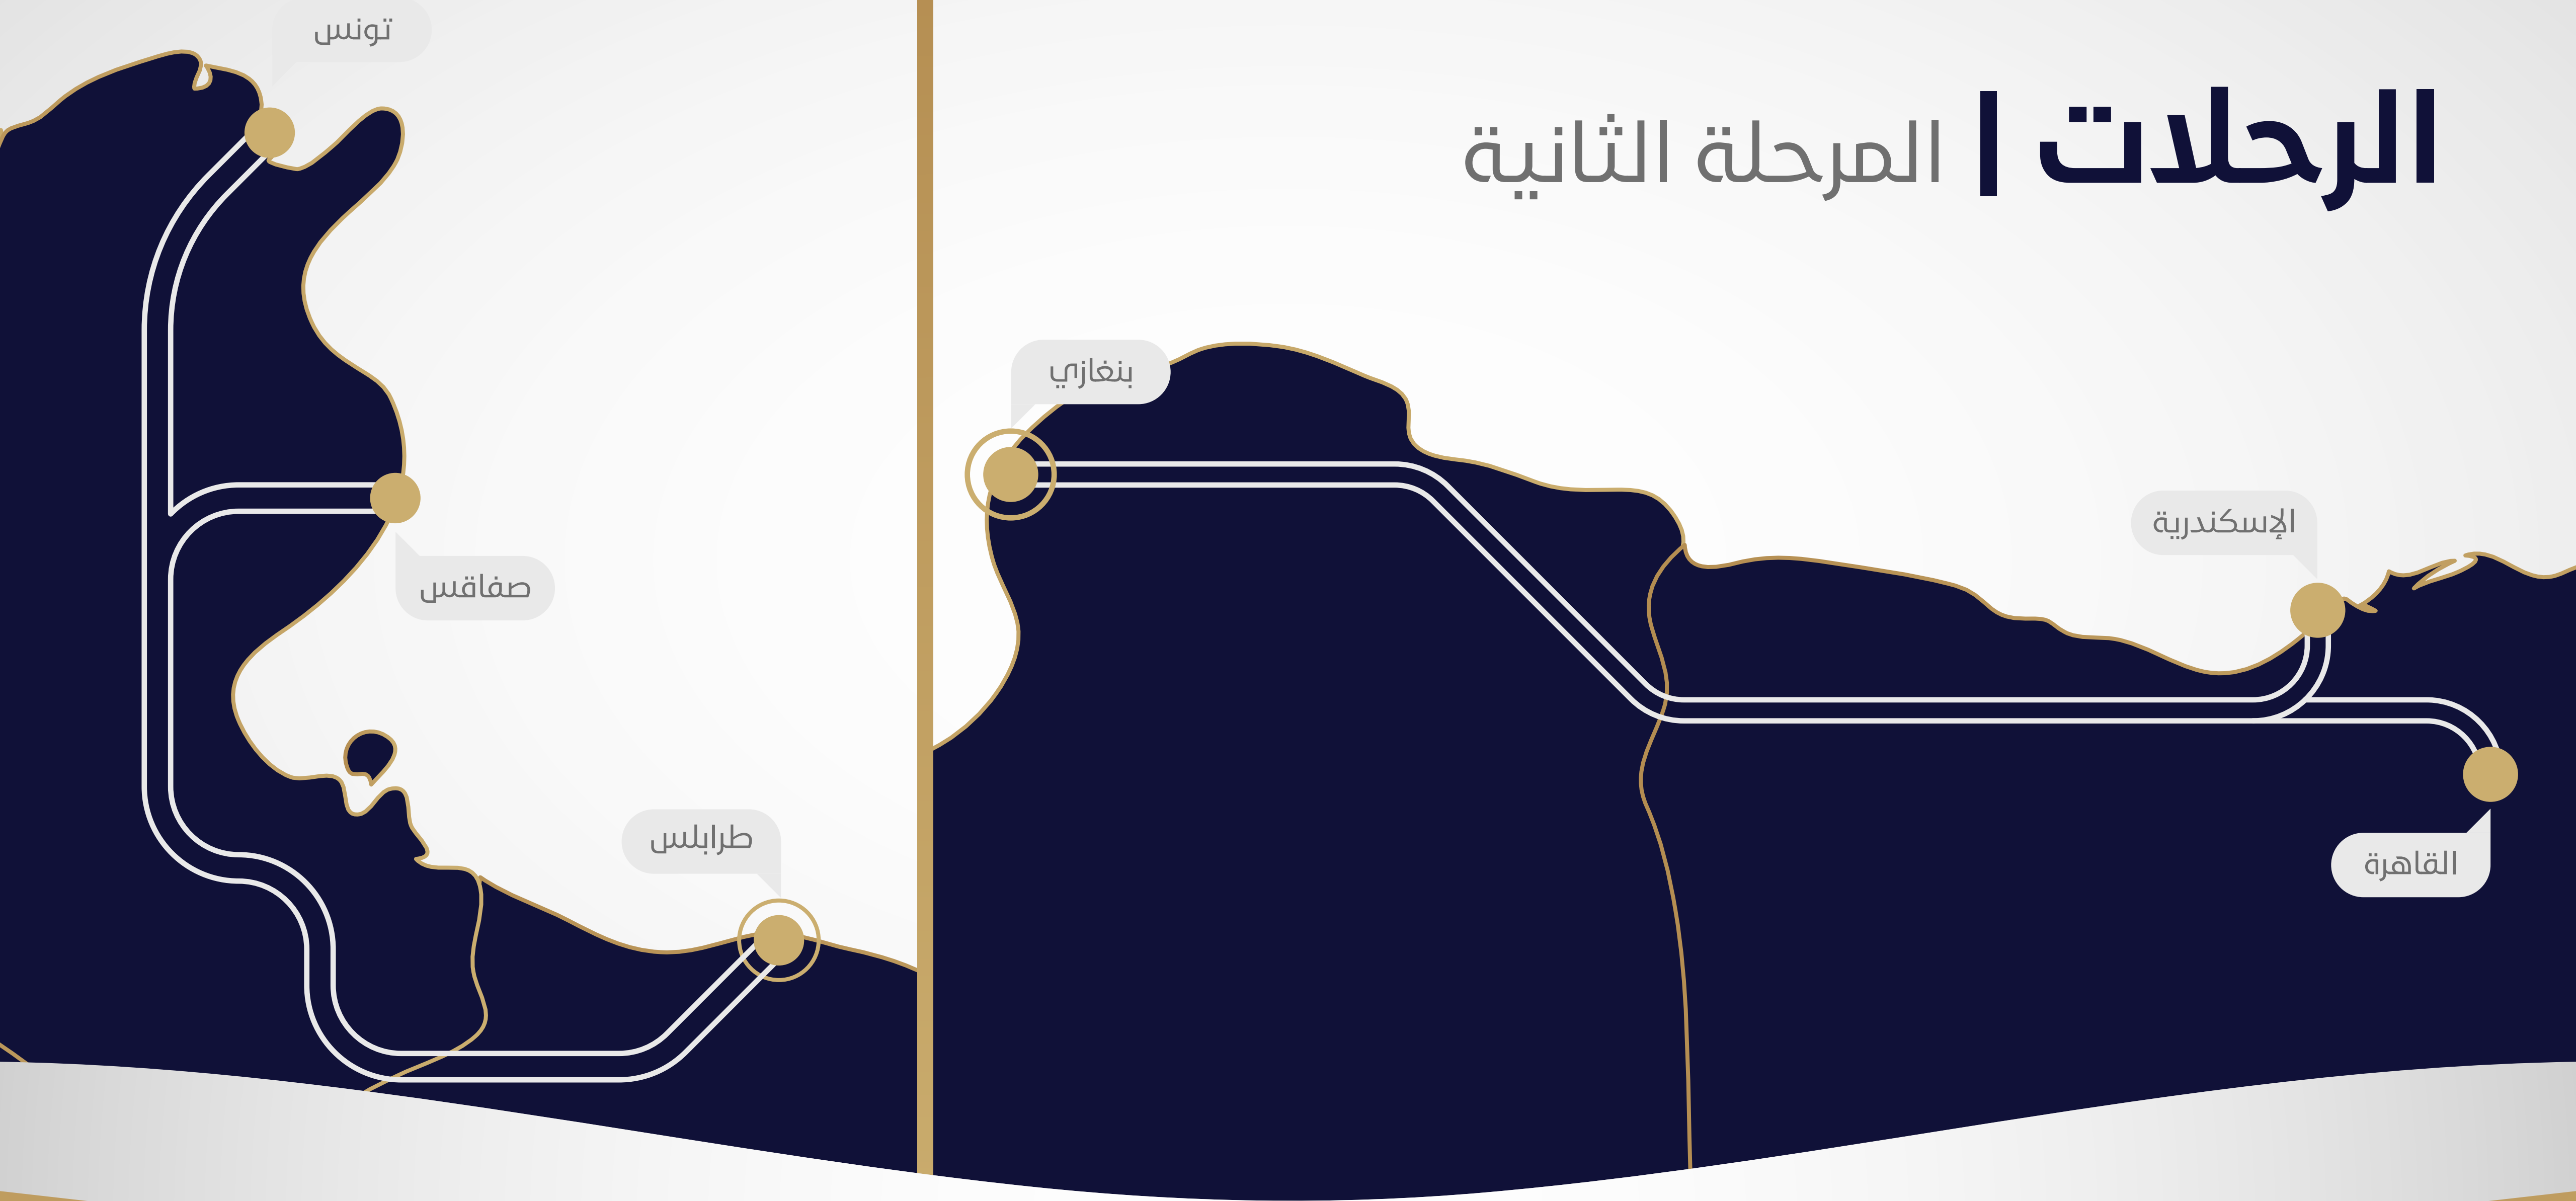 الرحلات | المرحلة الثانية
تونس
صفاقس
طرابلس
بنغازي
الإسكندرية
القاهرة